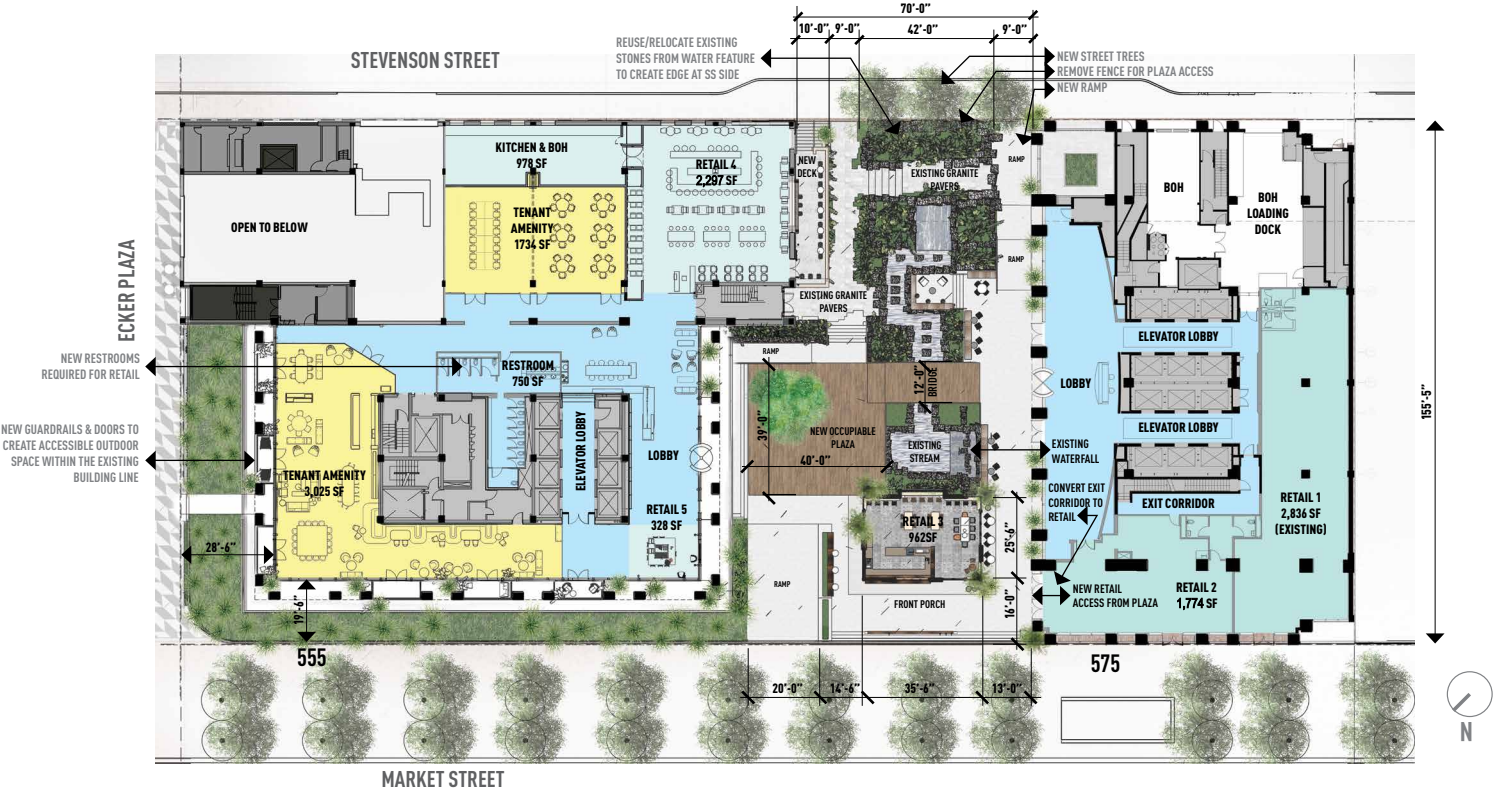 70'-0"
10'-0" 9'-0" 42'-0" 9'-0"
STEVENSON STREET
REUSE/RELOCATE EXISTING
STONES FROM WATER FEATURE
TO CREATE EDGE AT SS SIDE
NEW STREET TREES
REMOVE FENCE FOR PLAZA ACCESS
NEW RAMP
KITCHEN & BOH
978 SF
RETAIL 4
2,297 SF
NEW
DECK
RAMP
EXISTING GRANITE
PAVERS
BOH
BOH
LOADING
DOCK
OPEN TO BELOW
TENANT
AMENITY
1734 SF
ECKER PLAZA
RAMP
EXISTING GRANITE
PAVERS
ELEVATOR LOBBY
NEW RESTROOMS
REQUIRED FOR RETAIL
RESTROOM
750 SF
RAMP
12'-0"
BRIDGE
LOBBY
155'-5"
NEW GUARDRAILS & DOORS TO
CREATE ACCESSIBLE OUTDOOR
SPACE WITHIN THE EXISTING
BUILDING LINE
39'-0"
NEW OCCUPIABLE
PLAZA
40'-0"
EXISTING
STREAM
EXISTING
WATERFALL
ELEVATOR LOBBY
ELEVATOR LOBBY
LOBBY
TENANT AMENITY
3,025 SF
CONVERT EXIT
CORRIDOR TO
RETAIL
EXIT CORRIDOR
RETAIL 1
2,836 SF
(EXISTING)
RETAIL 5
328 SF
RETAIL 3
962SF
25'-6"
28'-6"
19'-6"
RAMP
FRONT PORCH
16'-0"
NEW RETAIL
ACCESS FROM PLAZA
RETAIL 2
1,774 SF
555
575
20'-0" 14'-6" 35'-6" 13'-0"
N
MARKET STREET